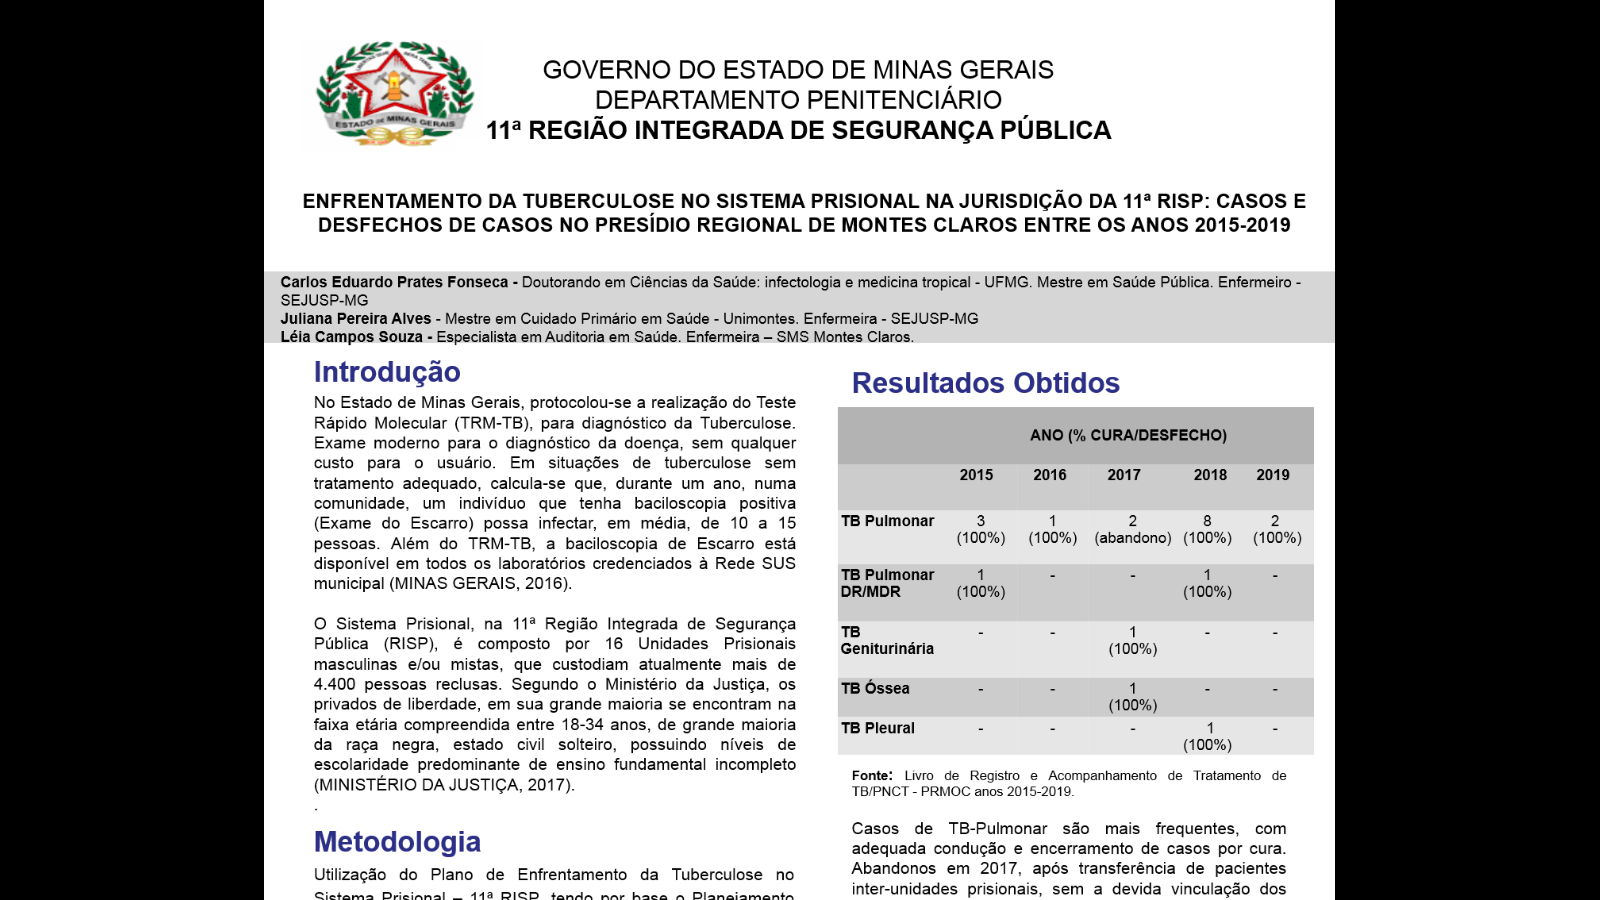 ESTADO DE MINAS GERAIS
GOVERNO DO ESTADO DE MINAS GERAIS
DEPARTAMENTO PENITENCIÁRIO
11ª REGIÃO INTEGRADA DE SEGURANÇA PÚBLICA
ENFRENTAMENTO DA TUBERCULOSE NO SISTEMA PRISIONAL NA JURISDIÇÃO DA 11ª RISP: CASOS E
DESFECHOS DE CASOS NO PRESÍDIO REGIONAL DE MONTES CLAROS ENTRE OS ANOS 2015-2019
Carlos Eduardo Prates Fonseca - Doutorando em Ciências da Saúde: infectologia e medicina tropical - UFMG. Mestre em Saúde Pública. Enfermeiro -
SEJUSP-MG
Juliana Pereira Alves - Mestre em Cuidado Primário em Saúde - Unimontes. Enfermeira - SEJUSP-MG
Léia Campos Souza - Especialista em Auditoria em Saúde. Enfermeira – SMS Montes Claros.
Introdução
No Estado de Minas Gerais, protocolou-se a realização do Teste
Rápido Molecular (TRM-TB), para diagnóstico da Tuberculose.
Exame moderno para o diagnóstico da doença, sem qualquer
custo para o usuário. Em situações de tuberculose sem
tratamento adequado, calcula-se que, durante um ano, numa
comunidade, um indivíduo que tenha baciloscopia positiva
(Exame do Escarro) possa infectar, em média, de 10 a 15
pessoas. Além do TRM-TB, a baciloscopia de Escarro está
disponível em todos os laboratórios credenciados à Rede SUS
municipal (MINAS GERAIS, 2016).
O Sistema Prisional, na 11ª Região Integrada de Segurança
Pública (RISP), é composto por 16 Unidades Prisionais
masculinas e/ou mistas, que custodiam atualmente mais de
4.400 pessoas reclusas. Segundo o Ministério da Justiça, os
privados de liberdade, em sua grande maioria se encontram na
faixa etária compreendida entre 18-34 anos, de grande maioria
da raça negra, estado civil solteiro, possuindo níveis de
escolaridade predominante de ensino fundamental incompleto
(MINISTÉRIO DA JUSTIÇA, 2017).
.
Metodologia
Utilização do Plano de Enfrentamento da Tuberculose no
Sistema Prisional – 11ª RISP, tendo por base o Planejamento
Resultados Obtidos
ANO (% CURA/DESFECHO)
2015 2016 2017 2018 2019
TB Pulmonar 3 1 2 8 2
(100%) (100%) (abandono) (100%) (100%)
TB Pulmonar 1 - - 1 -
DR/MDR (100%) (100%)
TB - - 1 - -
Geniturinária (100%)
TB Óssea - - 1 - -
(100%)
TB Pleural - - - 1 -
(100%)
Fonte: Livro de Registro e Acompanhamento de Tratamento de
TB/PNCT - PRMOC anos 2015-2019.
Casos de TB-Pulmonar são mais frequentes, com
adequada condução e encerramento de casos por cura.
Abandonos em 2017, após transferência de pacientes
inter-unidades prisionais, sem a devida vinculação dos